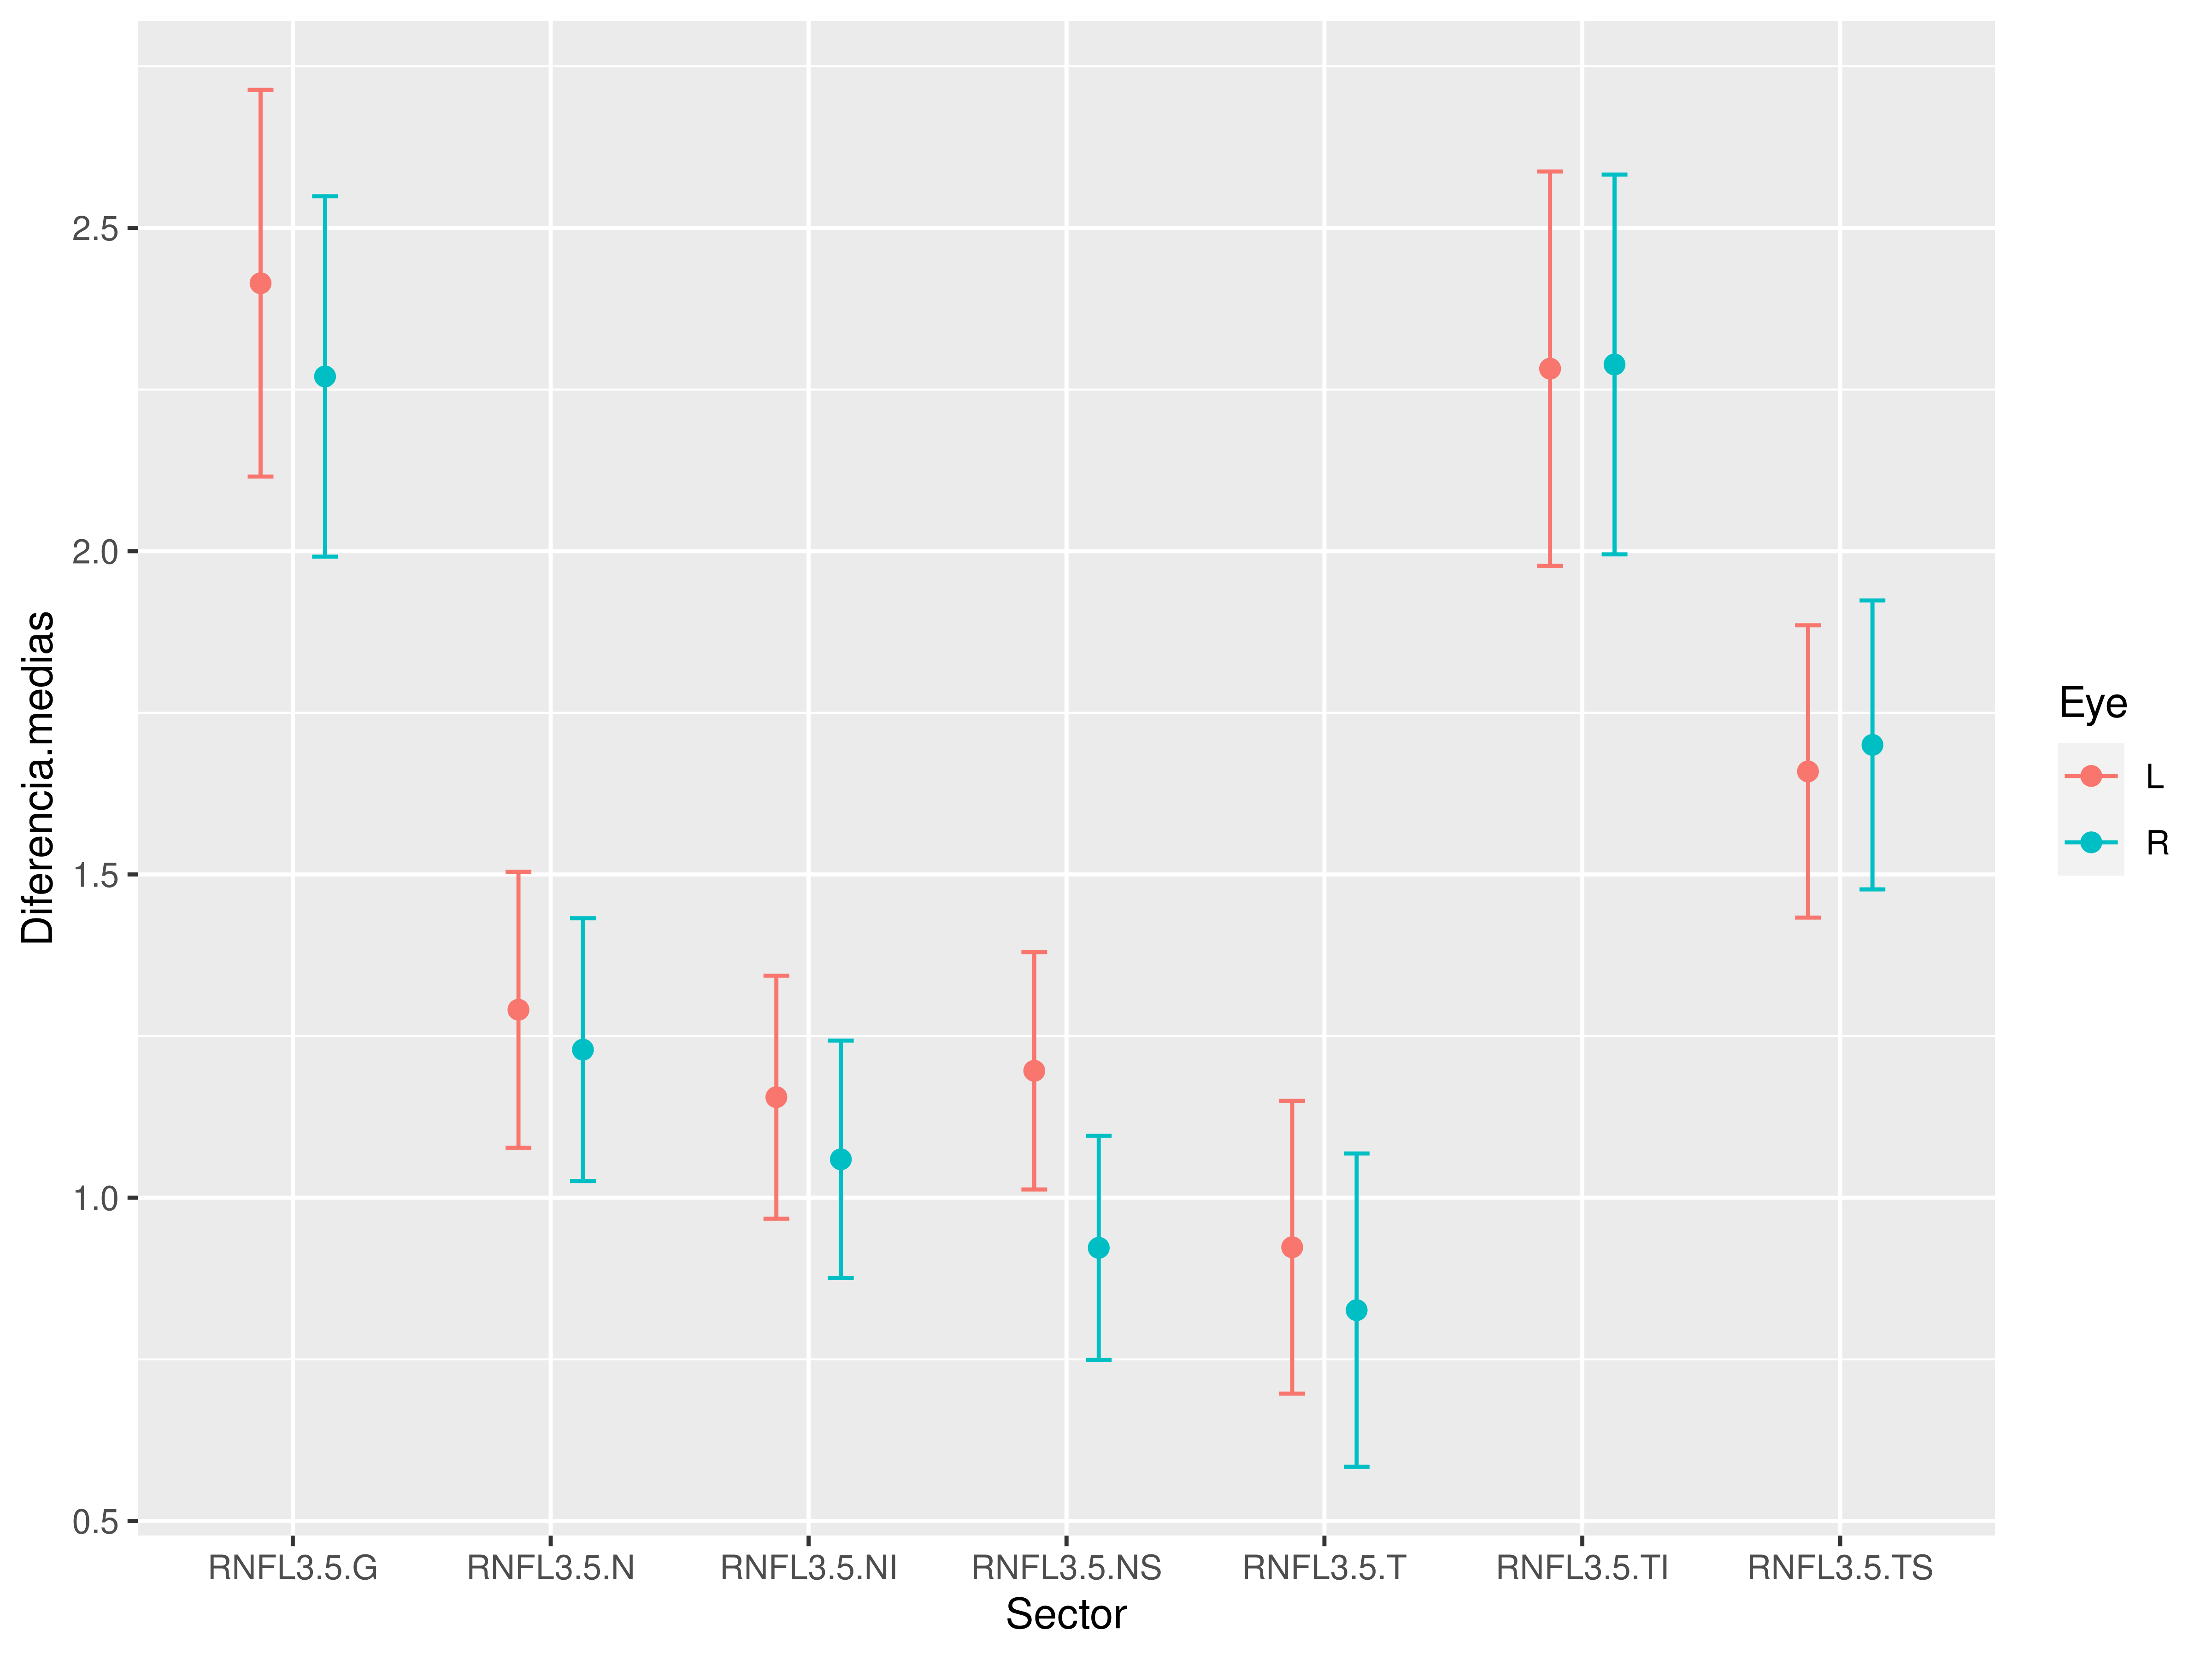 Diferencia.medias
2.5
2.0
1.5
1.0
0.5
RNFL3.5.G RNFL3.5.N RNFL3.5.NI RNFL3.5.NS RNFL3.5.T RNFL3.5.TI RNFL3.5.TS
Sector
Eye
L
R